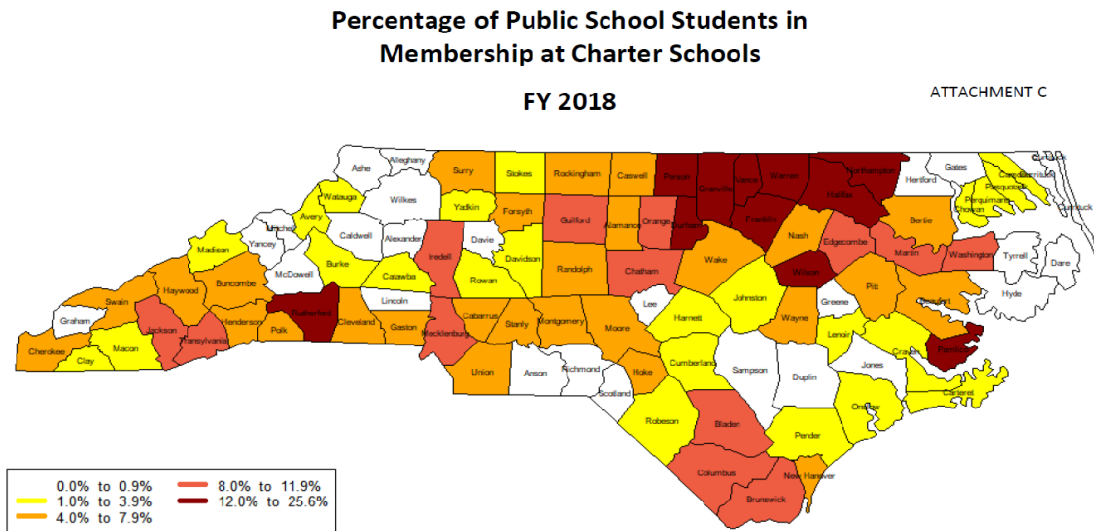 Percentage of Public School Students in
Membership at Charter Schools
FY 2018
ATTACHMENT C
Ashe
Alleghany
Surry
Stokes
Rockingham
Caswell
Person
Granville
Vance
Warren
Northampton
Halifax
Hertford
Gates
Currituck
Watauga
Wilkes
Yadkin
Forsyth
Guilford
Alamance
Orange
Durham
Franklin
Nash
Bertie
Chowan
Perquimans
Pasquotank
Currituck
Avery
Mitchel
Yancey
Caldwell
Alexander
Davie
Iredell
Davidson
Madison
Burke
Catawba
Rowan
Randolph
Chatham
Wake
Edgecombe
Martin
Washington
Tyrrell
Dare
McDowell
Buncombe
Haywood
Swain
Lincoln
Wilson
Johnston
Pitt
Beaufort
Hyde
Graham
Jackson
Henderson
Polk
Rutherford
Cleveland
Gaston
Mecklenburg
Cabarrus
Stanly
Montgomery
Moore
Lee
Harnett
Wayne
Greene
Lenoir
Craven
Pamlico
Cherokee
Clay
Macon
Transylvania
Union
Anson
Richmond
Scotland
Hoke
Cumberland
Sampson
Duplin
Jones
Onslow
Carteret
Robeson
Bladen
Pender
Columbus
Brunswick
New Hanover
0.0% to 0.9%
1.0% to 3.9%
4.0% to 7.9%
8.0% to 11.9%
12.0% to 25.6%